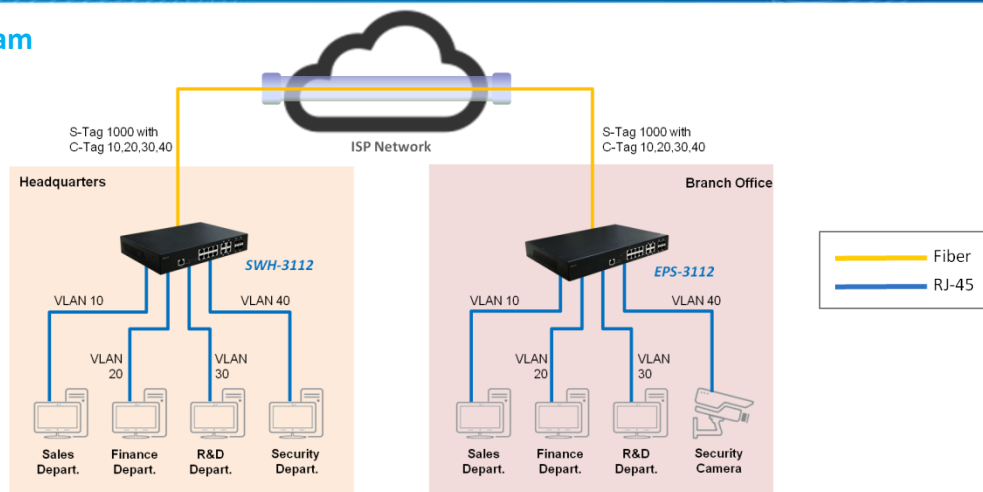 am
ISP Network
S-Tag 1000 with
C-Tag 10,20,30,40
S-Tag 1000 with
C-Tag 10,20,30,40
Headquarters
SWH-3112
VLAN 10
VLAN 40
VLAN
20
VLAN
30
Sales
Depart.
Finance
Depart.
R&D
Depart.
Security
Depart.
Branch Office
EPS-3112
VLAN 10
VLAN 40
VLAN
20
VLAN
30
Sales
Depart.
Finance
Depart.
R&D
Depart.
Security
Camera
Fiber
RJ-45